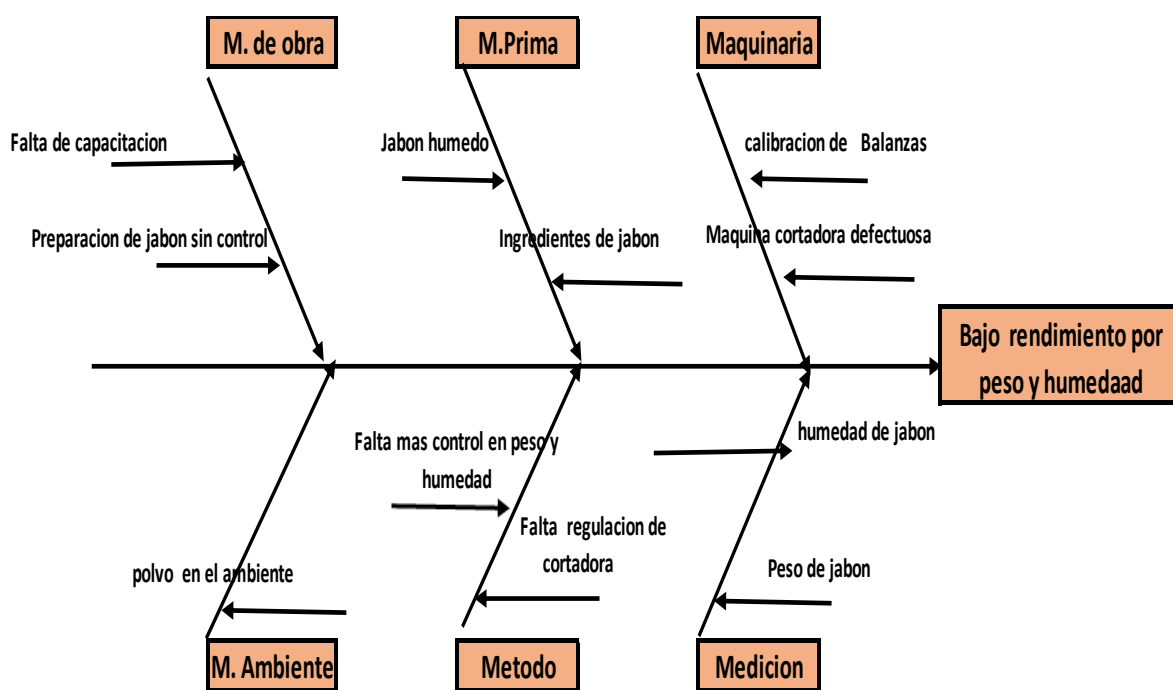 M. de obra
M.Prima
Maquinaria
Falta de capacitacion
Jabon humedo
calibracion de Balanzas
Preparacion de jabon sin control
Ingredientes de jabon
Maquina cortadora defectuosa
Bajo rendimiento por
peso y humedaad
Falta mas control en peso y
humedad
humedad de jabon
Falta regulacion de
cortadora
polvo en el ambiente
Peso de jabon
M. Ambiente
Metodo
Medicion